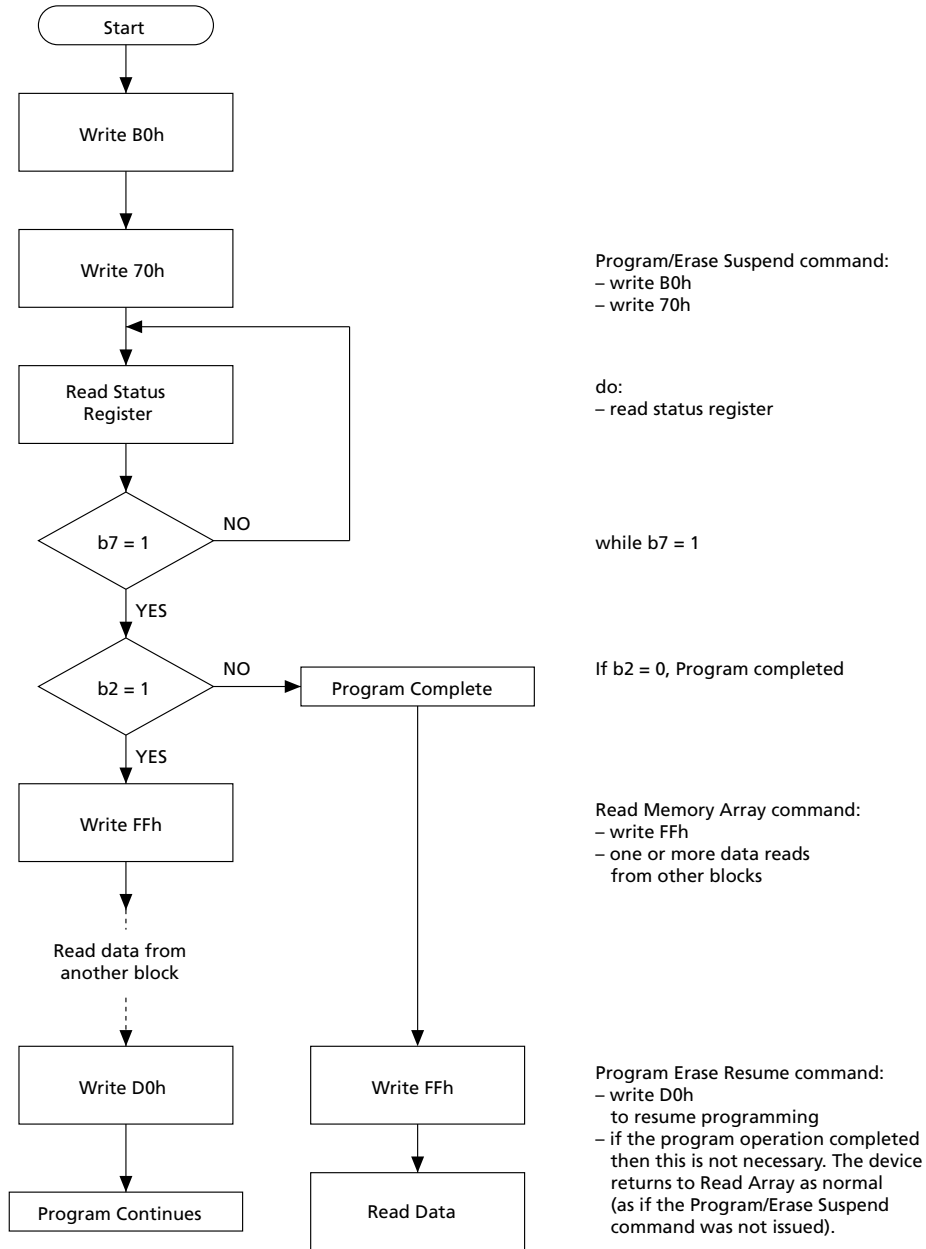 Start
Write B0h
Write 70h
Program/Erase Suspend command:
– write B0h
– write 70h
Read Status
Register
do:
– read status register
NO
b7 = 1
while b7 = 1
YES
NO
b2 = 1
Program Complete
If b2 = 0, Program completed
YES
Write FFh
Read Memory Array command:
– write FFh
– one or more data reads
from other blocks
Read data from
another block
Write D0h
Write FFh
Program Erase Resume command:
– write D0h
to resume programming
– if the program operation completed
then this is not necessary. The device
returns to Read Array as normal
(as if the Program/Erase Suspend
command was not issued).
Program Continues
Read Data